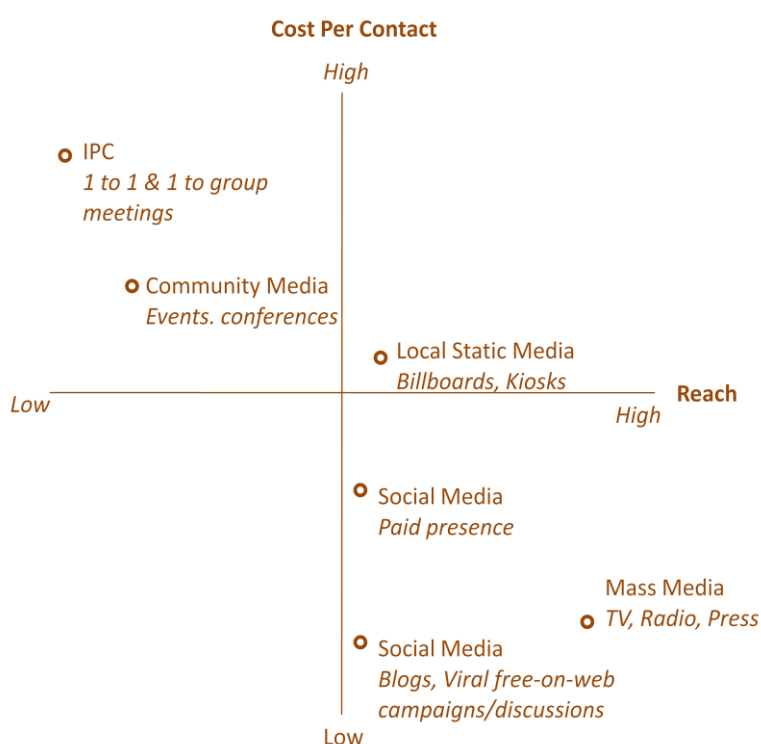 Cost Per Contact
High
IPC
1 to 1 & 1 to group
meetings
Community Media
Events. conferences
Local Static Media
Billboards, Kiosks
Low
Reach
High
Social Media
Paid presence
Mass Media
TV, Radio, Press
Social Media
Blogs, Viral free-on-web
campaigns/discussions
Low